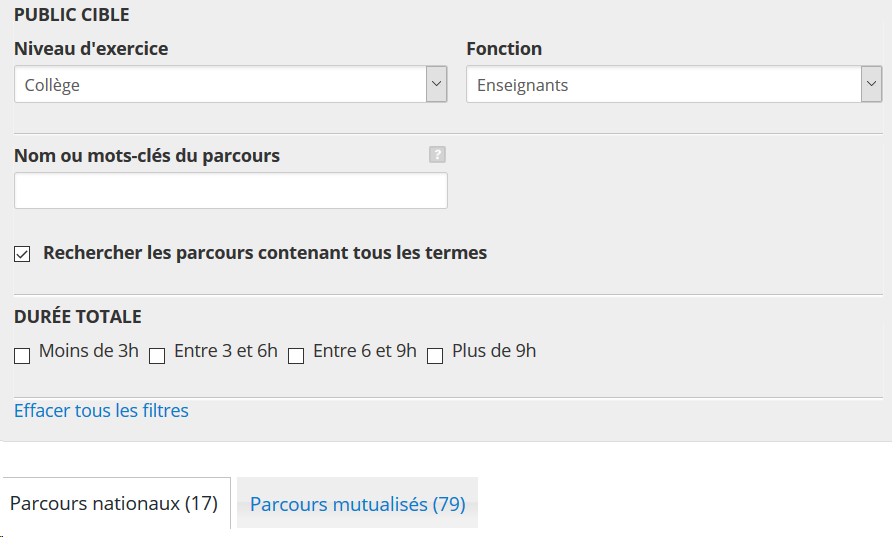 PUBLIC CIBLE
Niveau d'exercice
Fonction
Collège
Enseignants
Nom ou mots-clés du parcours
?
Rechercher les parcours contenant tous les termes
DURÉE TOTALE
Moins de 3h Entre 3 et 6h Entre 6 et 9h Plus de 9h
Effacer tous les filtres
Parcours nationaux (17) Parcours mutualisés (79)